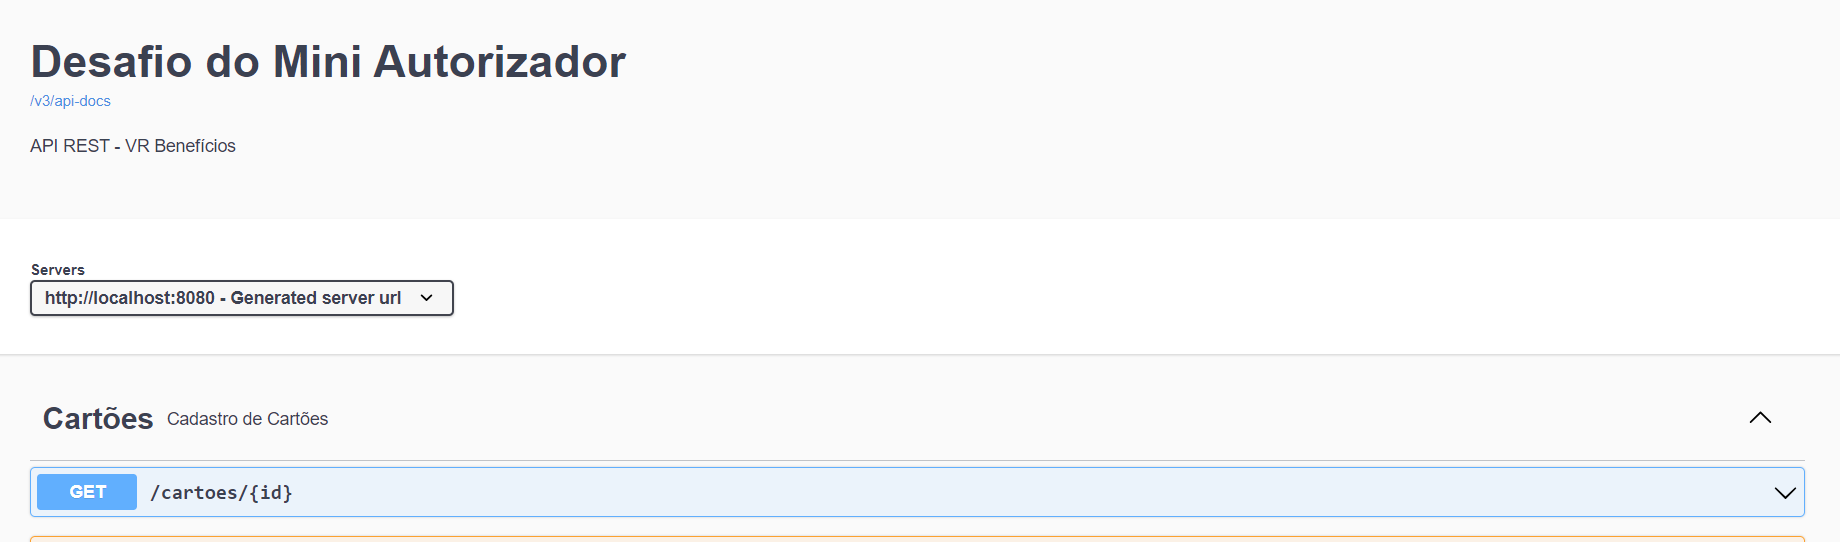 Desafio do Mini Autorizador
/v3/api-docs
API REST - VR Benefícios
Servers
http://localhost:8080 - Generated server url
Cartões Cadastro de Cartões
GET /cartoes/{id}